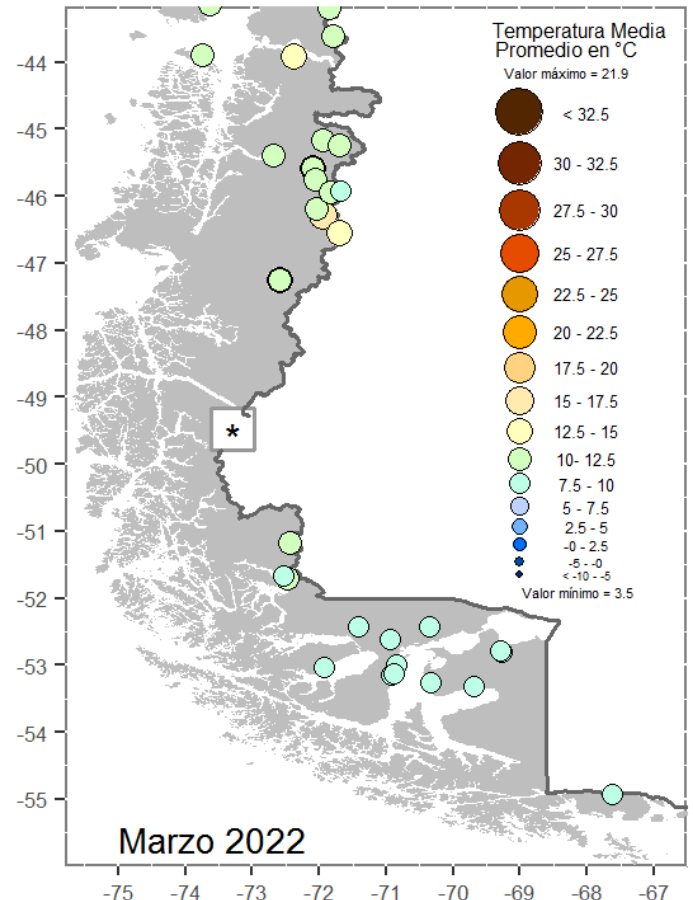 Temperatura Media
Promedio en °C
Valor máximo = 21.9
< 32.5
30 - 32.5
27.5 - 30
25 - 27.5
22.5 - 25
20 - 22.5
17.5 - 20
15 - 17.5
12.5 - 15
10- 12.5
7.5 - 10
5 - 7.5
2.5 - 5
-0 - 2.5
-5 - -0
< -10 - -5
Valor mínimo = 3.5
-44
-45
-46
-47
-48
-49
*
-50
-51
-52
-53
-54
-55
Marzo 2022
-75 -74 -73 -72 -71 -70 -69 -68 -67